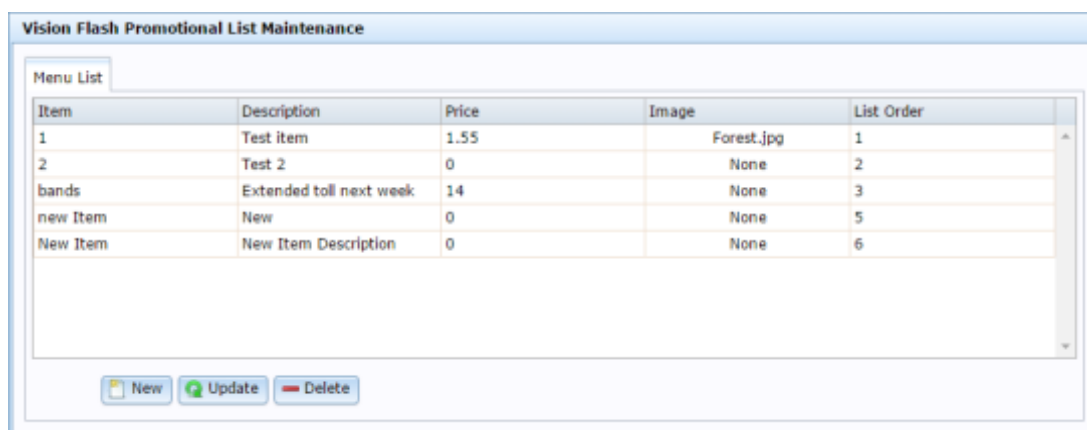 Vision Flash Promotional List Maintenance
Menu List
Item Description Price Image List Order
1 Test item 1.55 Forest.jpg 1
2 Test 2 0 None 2
bands Extended toll next week 14 None 3
new Item New 0 None 5
New Item New Item Description 0 None 6
New Update Delete